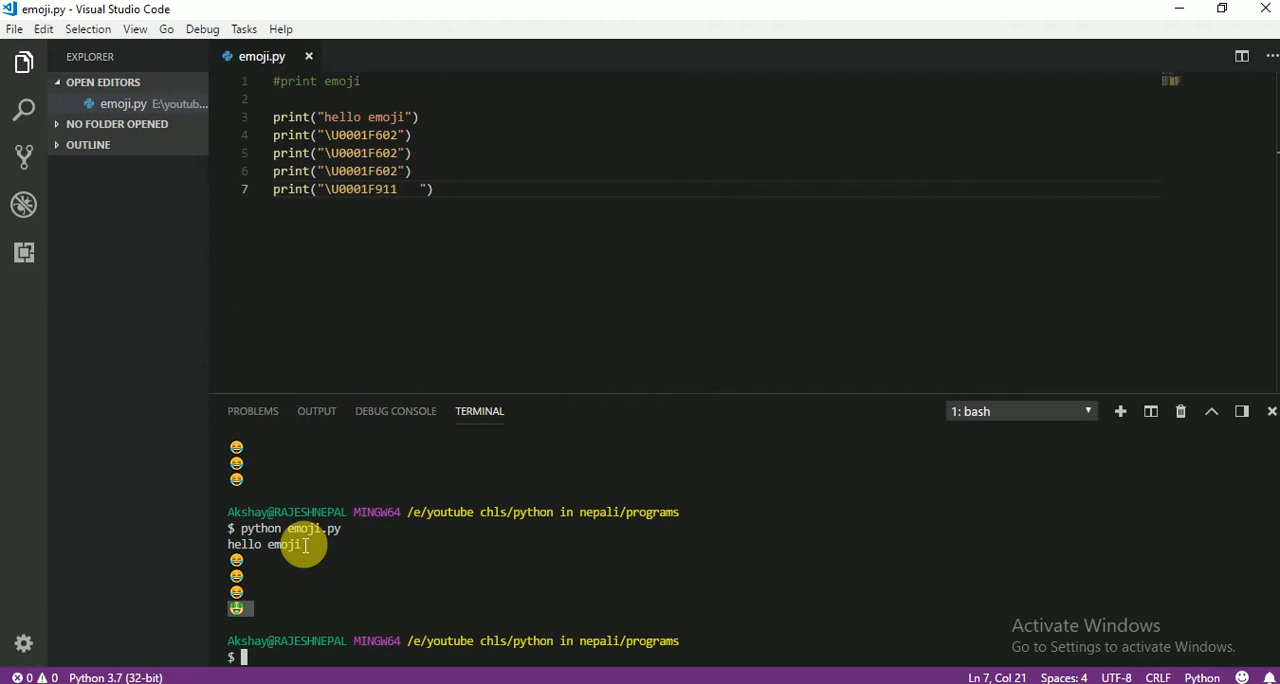 emoji.py - Visual Studio Code
File Edit Selection View Go Debug Tasks Help
EXPLORER
OPEN EDITORS
emoji.py E:\youtub...
NO FOLDER OPENED
OUTLINE
emoji.py
1 #print emoji
2
3 print("hello emoji")
4 print("\U0001F602")
5 print("\U0001F602")
6 print("\U0001F602")
7 print("\U0001F911   ")
PROBLEMS OUTPUT DEBUG CONSOLE TERMINAL 1: bash
😂
😂
😂
Akshay@RAJESHNEPAL MINGW64 /e/youtube chls/python in nepali/programs
$ python emoji.py
hello emoji
😂
😂
😂
🤑
Akshay@RAJESHNEPAL MINGW64 /e/youtube chls/python in nepali/programs
$
Activate Windows
Go to Settings to activate Windows.
0 0 Python 3.7 (32-bit) Ln 7, Col 21 Spaces: 4 UTF-8 CRLF Python